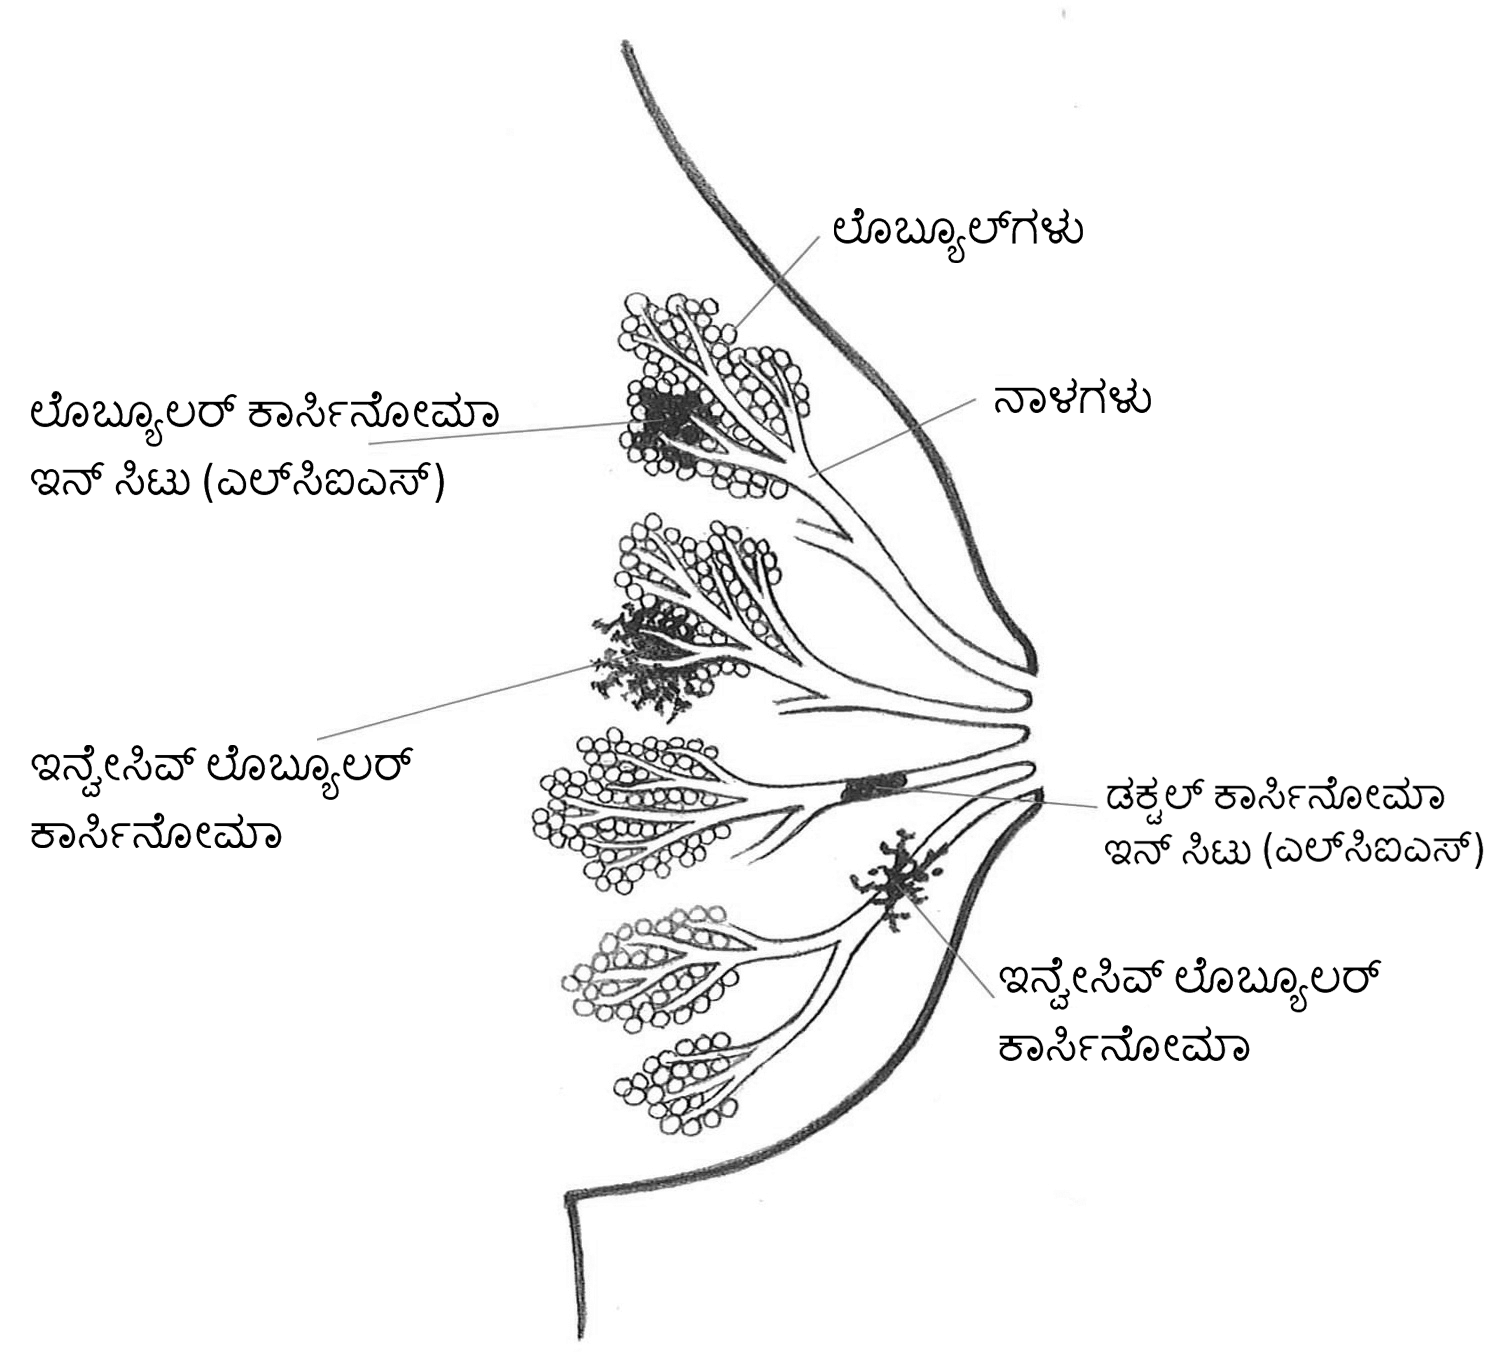 ಲೊಬ್ಯೂಲ್‌ಗಳು
ನಾಳಗಳು
ಲೊಬ್ಯೂಲರ್ ಕಾರ್ಸಿನೋಮಾ
ಇನ್ ಸಿಟು (ಎಲ್‌ಸಿಐಎಸ್)
ಇನ್ವೇಸಿವ್ ಲೊಬ್ಯೂಲರ್
ಕಾರ್ಸಿನೋಮಾ
ಡಕ್ಟಲ್ ಕಾರ್ಸಿನೋಮಾ
ಇನ್ ಸಿಟು (ಎಲ್‌ಸಿಐಎಸ್)
ಇನ್ವೇಸಿವ್ ಲೊಬ್ಯೂಲರ್
ಕಾರ್ಸಿನೋಮಾ